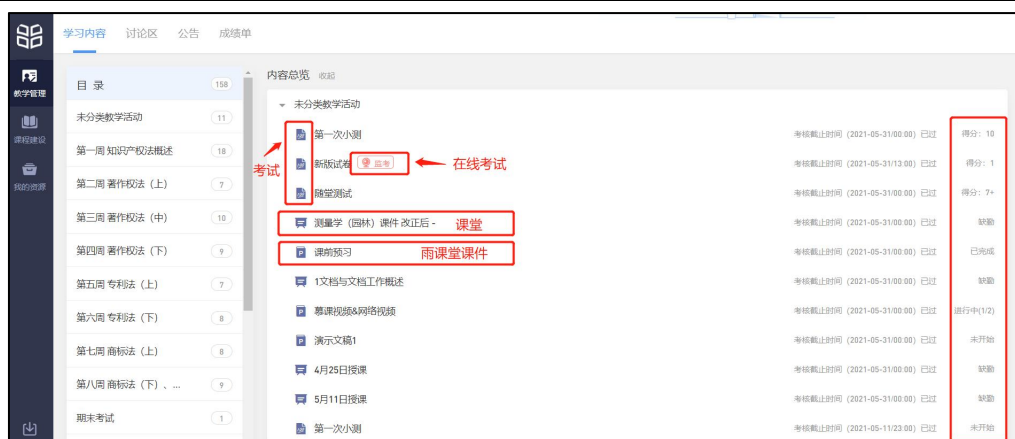 学习内容 讨论区 公告 成绩单
教学管理
课程建设
我的资源
目 录 158
未分类教学活动 11
第一周 知识产权法概述 18
第二周 著作权法（上） 7
第三周 著作权法（中） 10
第四周 著作权法（下） 9
第五周 专利法（上） 7
第六周 专利法（下） 8
第七周 商标法（上） 8
第八周 商标法（下）、... 9
期末考试 1
内容总览 收起
未分类教学活动
考试
第一次小测 考核截止时间（2021-05-31/00:00）已过 得分：10
新版试卷 监考 在线考试 考核截止时间（2021-05-31/13:00）已过 得分：1
随堂测试 考核截止时间（2021-05-31/00:00）已过 得分：7+
测量学（园林）课件 改正后 - 课堂 考核截止时间（2021-05-31/00:00）已过 缺勤
课前预习 雨课堂课件 考核截止时间（2021-05-31/00:00）已过 已完成
1文档与文档工作概述 考核截止时间（2021-05-31/00:00）已过 缺勤
慕课视频&网络视频 考核截止时间（2021-05-31/00:00）已过 进行中(1/2)
演示文稿1 考核截止时间（2021-05-31/00:00）已过 未开始
4月25日授课 考核截止时间（2021-05-31/00:00）已过 缺勤
5月11日授课 考核截止时间（2021-05-31/00:00）已过 缺勤
第一次小测 考核截止时间（2021-05-11/23:00）已过 未开始